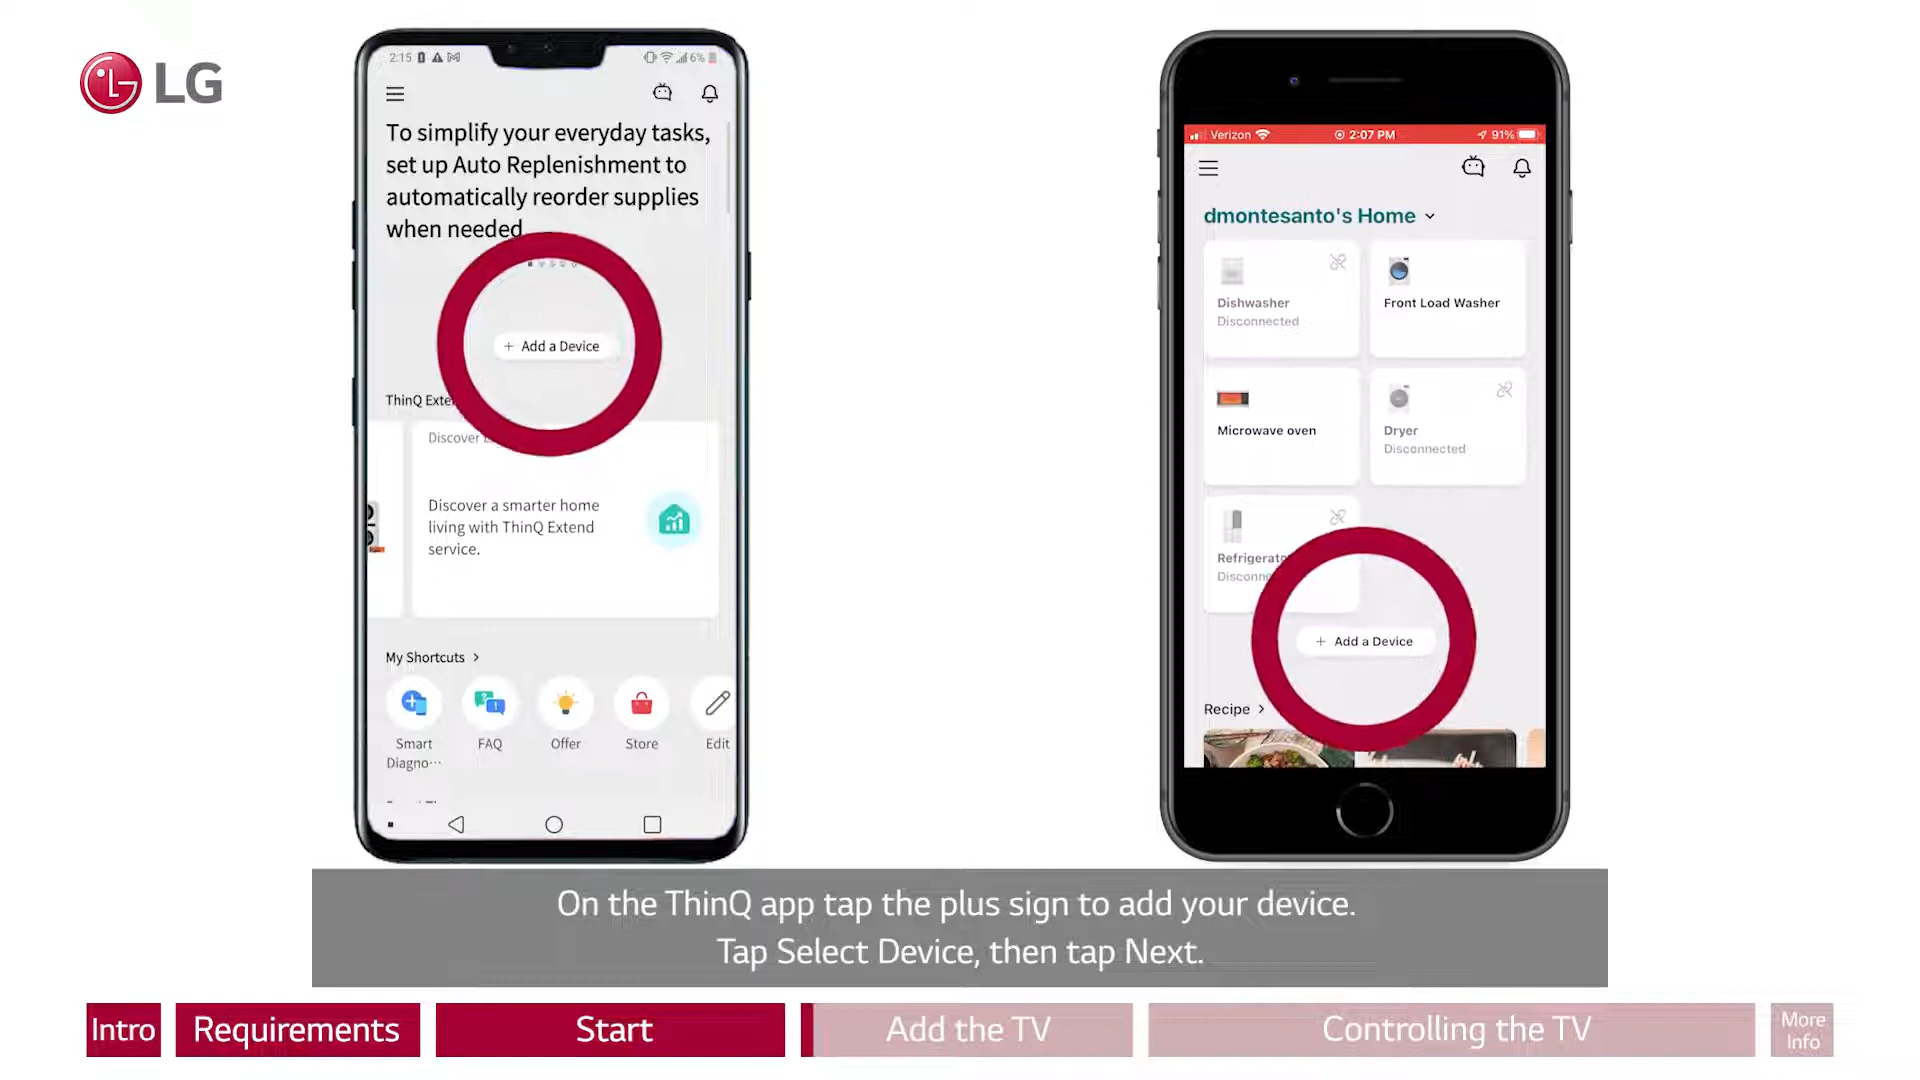 LG
2:15
6%
To simplify your everyday tasks,
set up Auto Replenishment to
automatically reorder supplies
when needed
+ Add a Device
ThinQ
Discover
Discover a smarter home
living with ThinQ Extend
service.
My Shortcuts >
Smart
Diagno…
FAQ
Offer
Store
Edit
Verizon
2:07 PM
91%
dmontesanto's Home
Dishwasher
Disconnected
Front Load Washer
Microwave oven
Dryer
Disconnected
+ Add a Device
Recipe >
On the ThinQ app tap the plus sign to add your device.
Tap Select Device, then tap Next.
Intro
Requirements
Start
Add the TV
Controlling the TV
More
Info